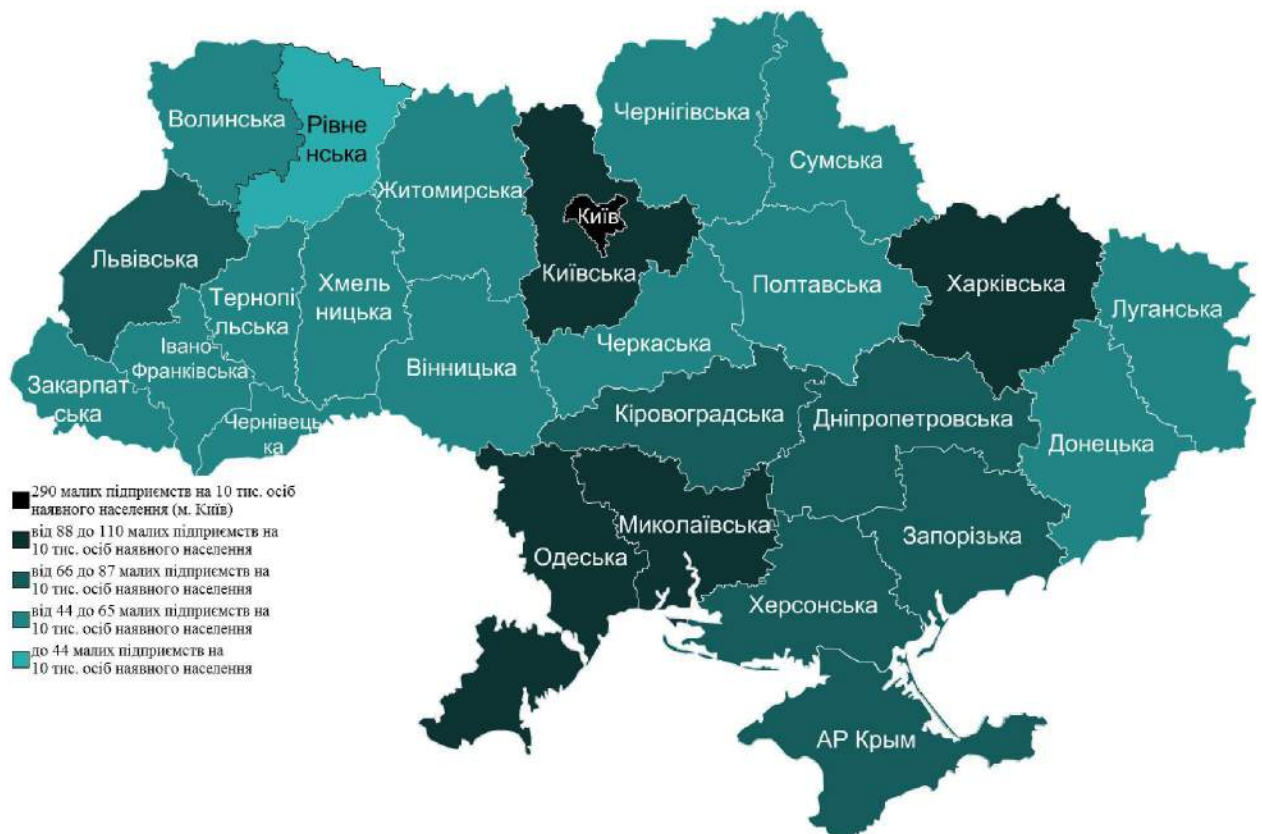 Волинська
Рівне
нська
Житомирська
Чернігівська
Сумська
Київ
Київська
Львівська
Тернопі
льська
Хмель
ницька
Полтавська
Харківська
Луганська
Івано-
Франківська
Закарпат
ська
Чернівець
ка
Вінницька
Черкаська
Кіровоградська
Дніпропетровська
Донецька
Одеська
Миколаївська
Запорізька
Херсонська
АР Крым
290 малих підприємств на 10 тис. осіб
наявного населення (м. Київ)
від 88 до 110 малих підприємств на
10 тис. осіб наявного населення
від 66 до 87 малих підприємств на
10 тис. осіб наявного населення
від 44 до 65 малих підприємств на
10 тис. осіб наявного населення
до 44 малих підприємств на
10 тис. осіб наявного населення